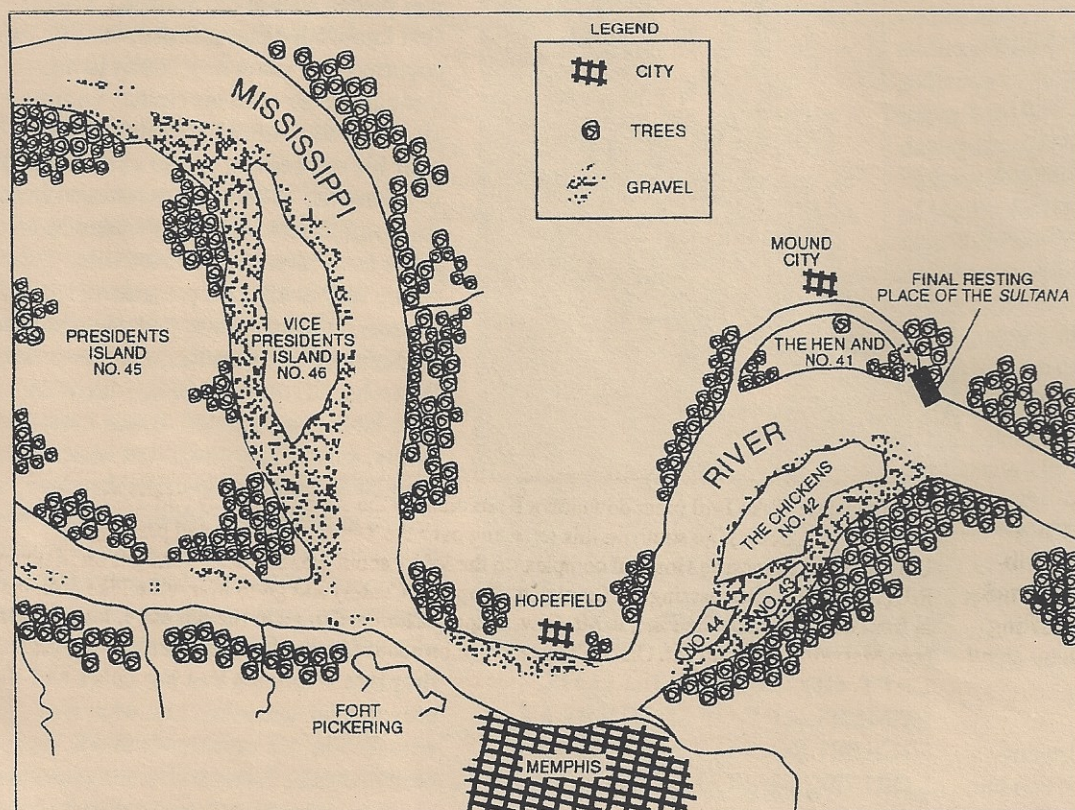 LEGEND
CITY
TREES
GRAVEL
MISSISSIPPI
MOUND
CITY
FINAL RESTING
PLACE OF THE SULTANA
PRESIDENTS
ISLAND
NO. 45
VICE
PRESIDENTS
ISLAND
NO. 46
THE HEN AND
NO. 41
RIVER
THE CHICKENS
NO. 42
NO. 43
NO. 44
HOPEFIELD
FORT
PICKERING
MEMPHIS